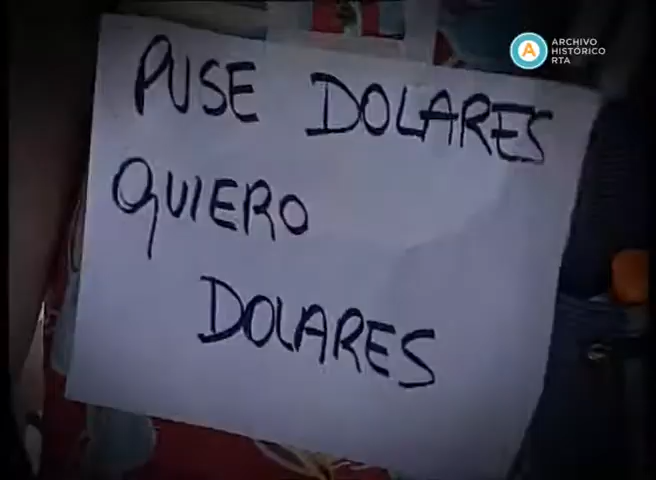 PUSE DOLARES
QUIERO
DOLARES
ARCHIVO
HISTÓRICO
RTA